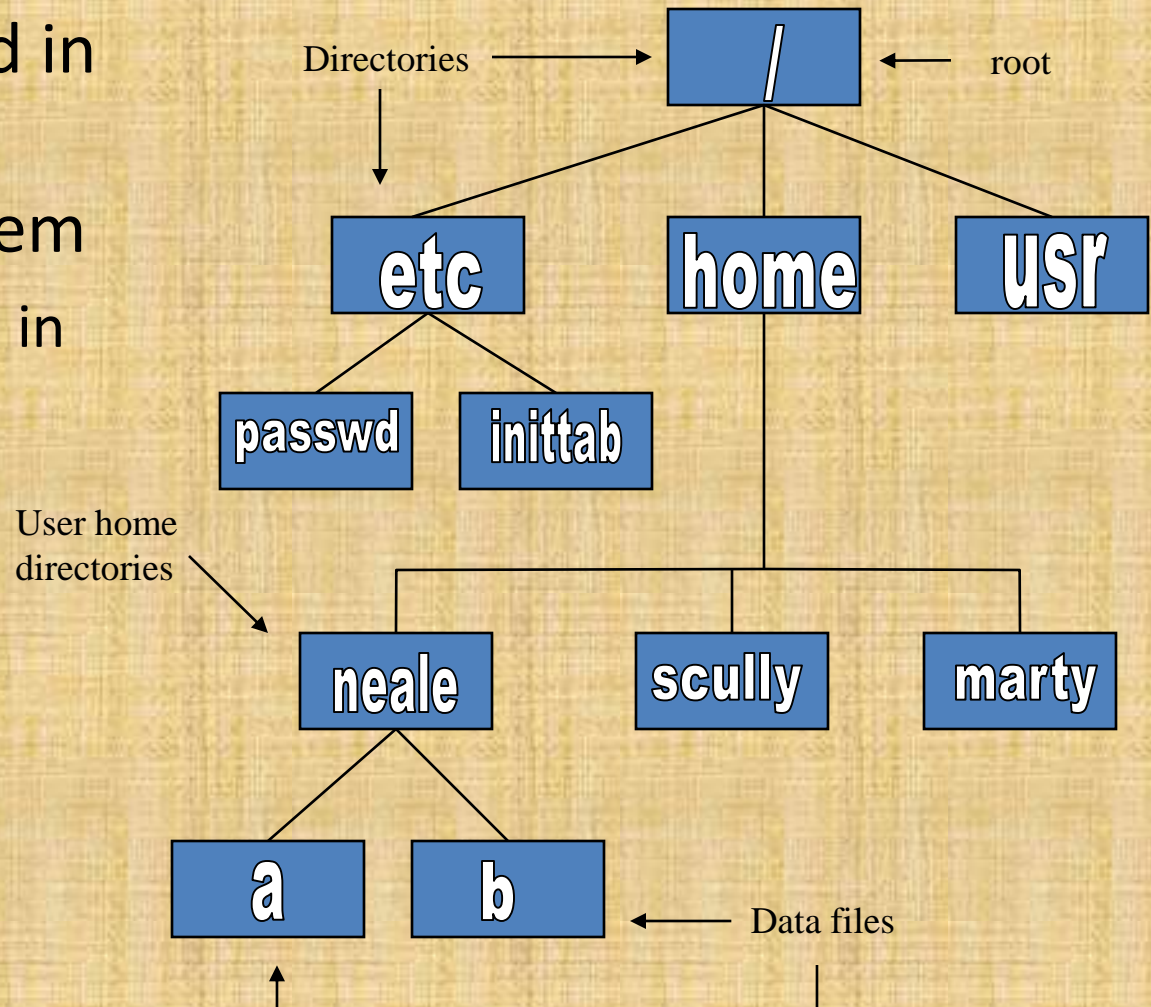 d in
Directories
/
root
em
etc
home
usr
in
passwd
inittab
User home
directories
neale
scully
marty
a
b
Data files